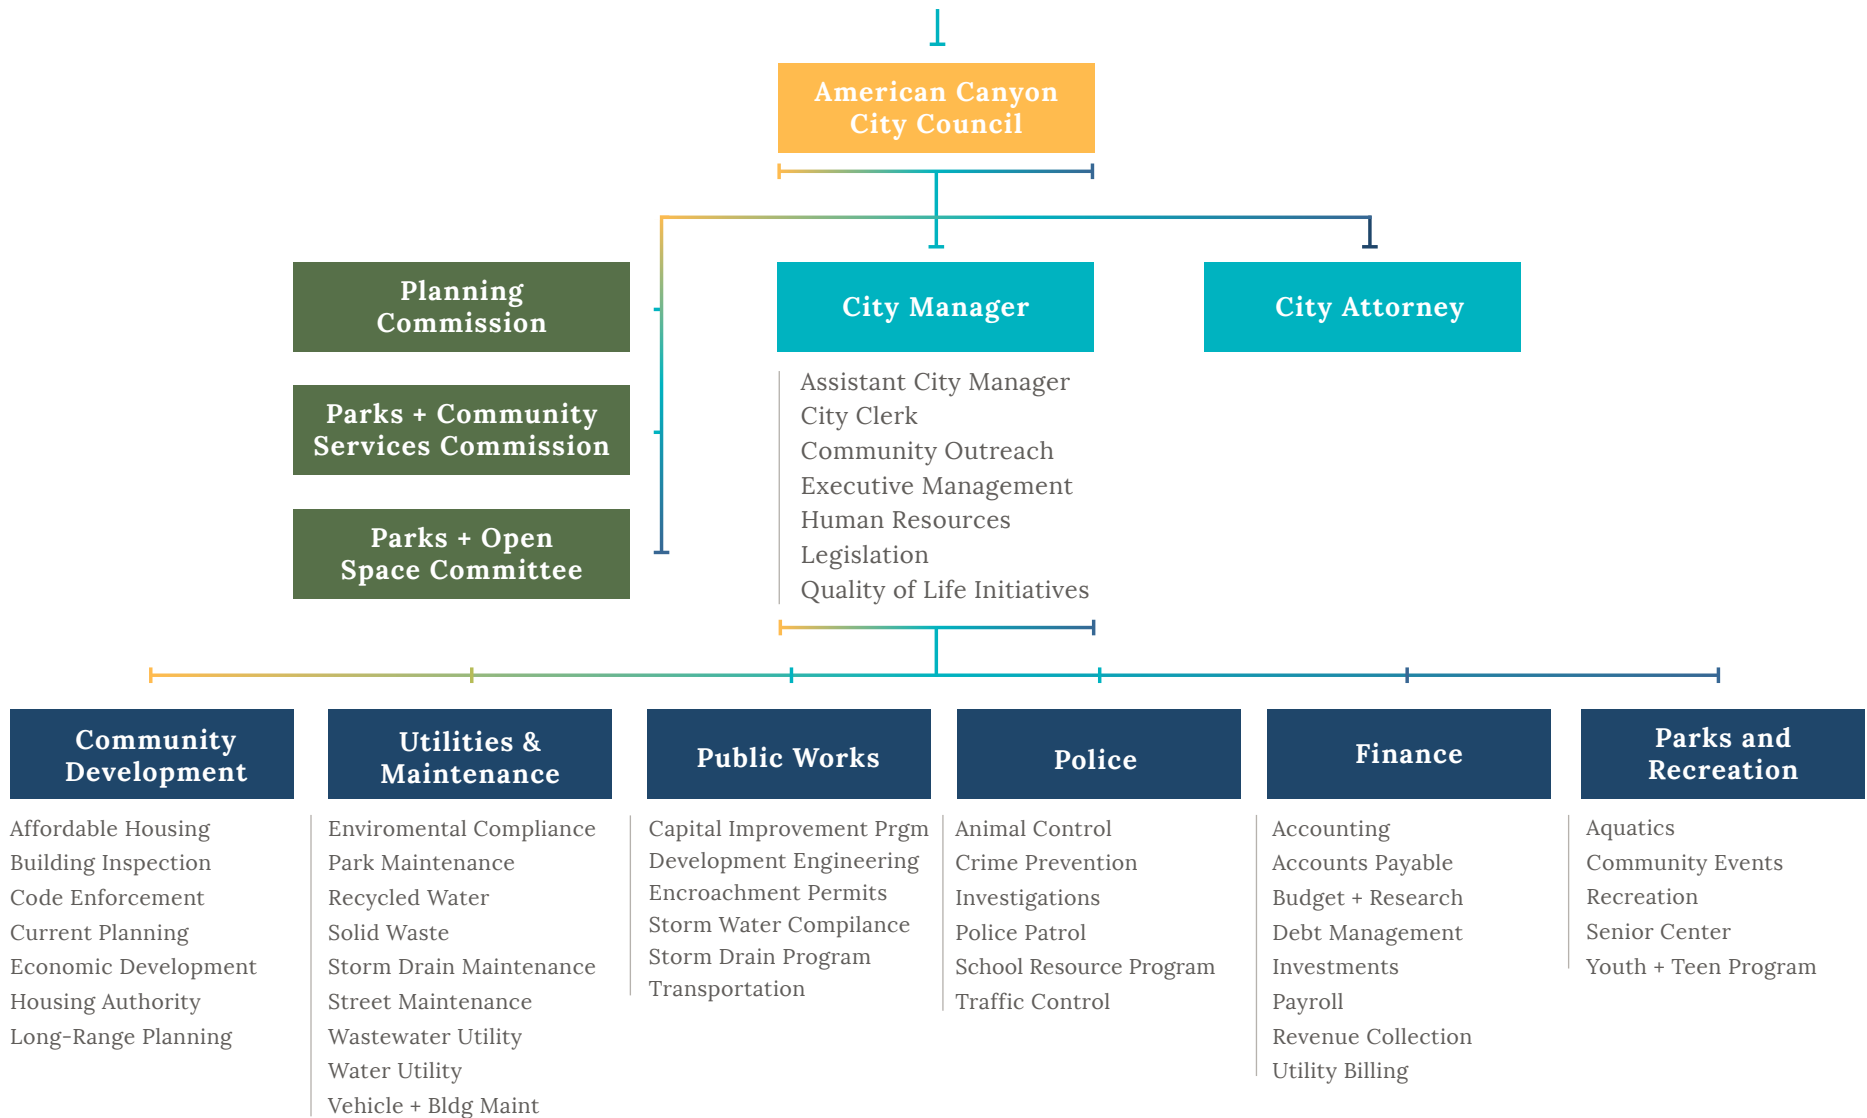 American Canyon
City Council
Planning
Commission
City Manager
City Attorney
Parks + Community
Services Commission
Parks + Open
Space Committee
Assistant City Manager
City Clerk
Community Outreach
Executive Management
Human Resources
Legislation
Quality of Life Initiatives
Community
Development
Affordable Housing
Building Inspection
Code Enforcement
Current Planning
Economic Development
Housing Authority
Long-Range Planning
Utilities &
Maintenance
Enviromental Compliance
Park Maintenance
Recycled Water
Solid Waste
Storm Drain Maintenance
Street Maintenance
Wastewater Utility
Water Utility
Vehicle + Bldg Maint
Public Works
Capital Improvement Prgm
Development Engineering
Encroachment Permits
Storm Water Compilance
Storm Drain Program
Transportation
Police
Animal Control
Crime Prevention
Investigations
Police Patrol
School Resource Program
Traffic Control
Finance
Accounting
Accounts Payable
Budget + Research
Debt Management
Investments
Payroll
Revenue Collection
Utility Billing
Parks and
Recreation
Aquatics
Community Events
Recreation
Senior Center
Youth + Teen Program